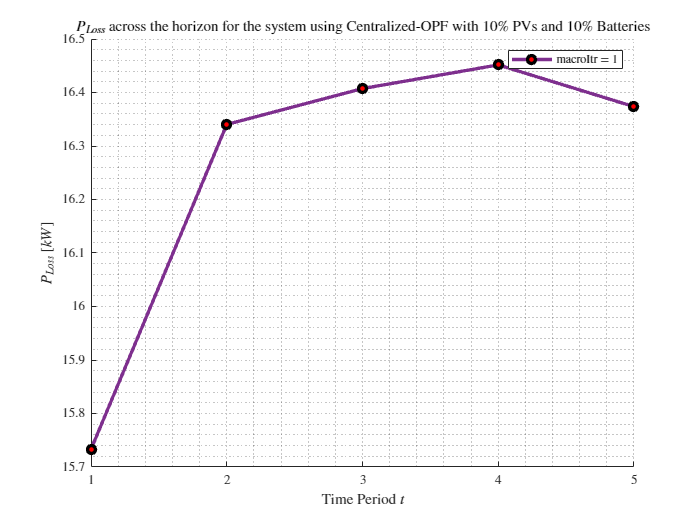 P_Loss across the horizon for the system using Centralized-OPF with 10% PVs and 10% Batteries
macroItr = 1
16.5
16.4
16.3
16.2
16.1
16
15.9
15.8
15.7
P_Loss [kW]
1 2 3 4 5
Time Period t